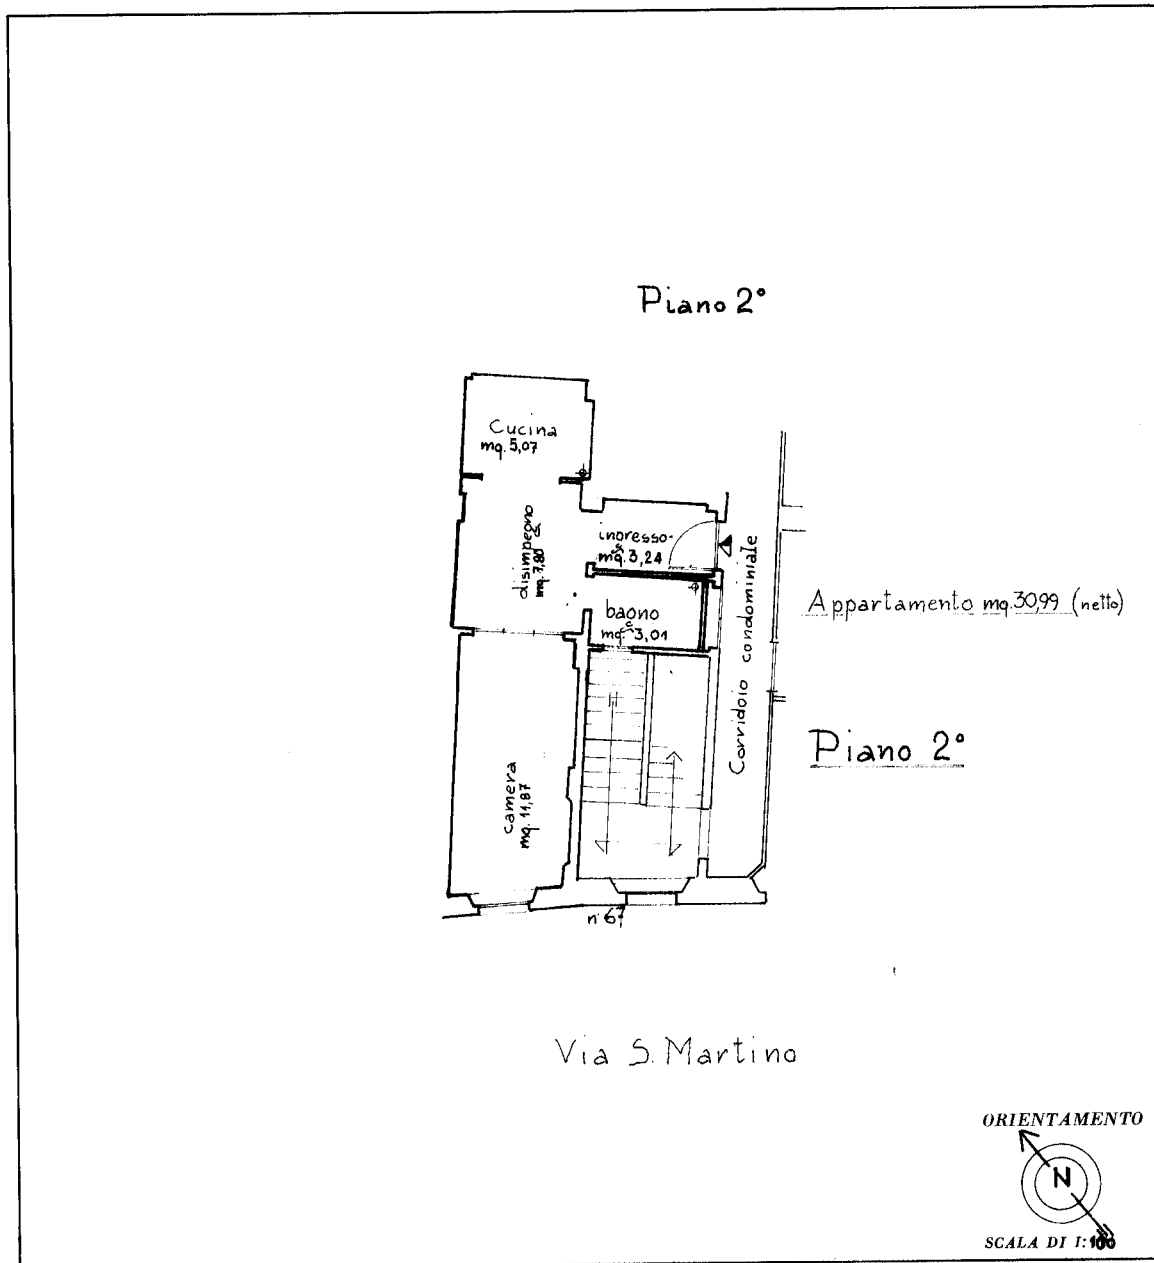 Piano 2°
Cucina
mq. 5,07
disimpegno
mq. 7,80
ingresso
mq. 3,24
bagno
mq. 3,01
Corridoio condominiale
Appartamento mq. 30,99 (netto)
Piano 2°
camera
mq. 11,87
n° 67
Via S. Martino
ORIENTAMENTO
N
SCALA DI 1:100